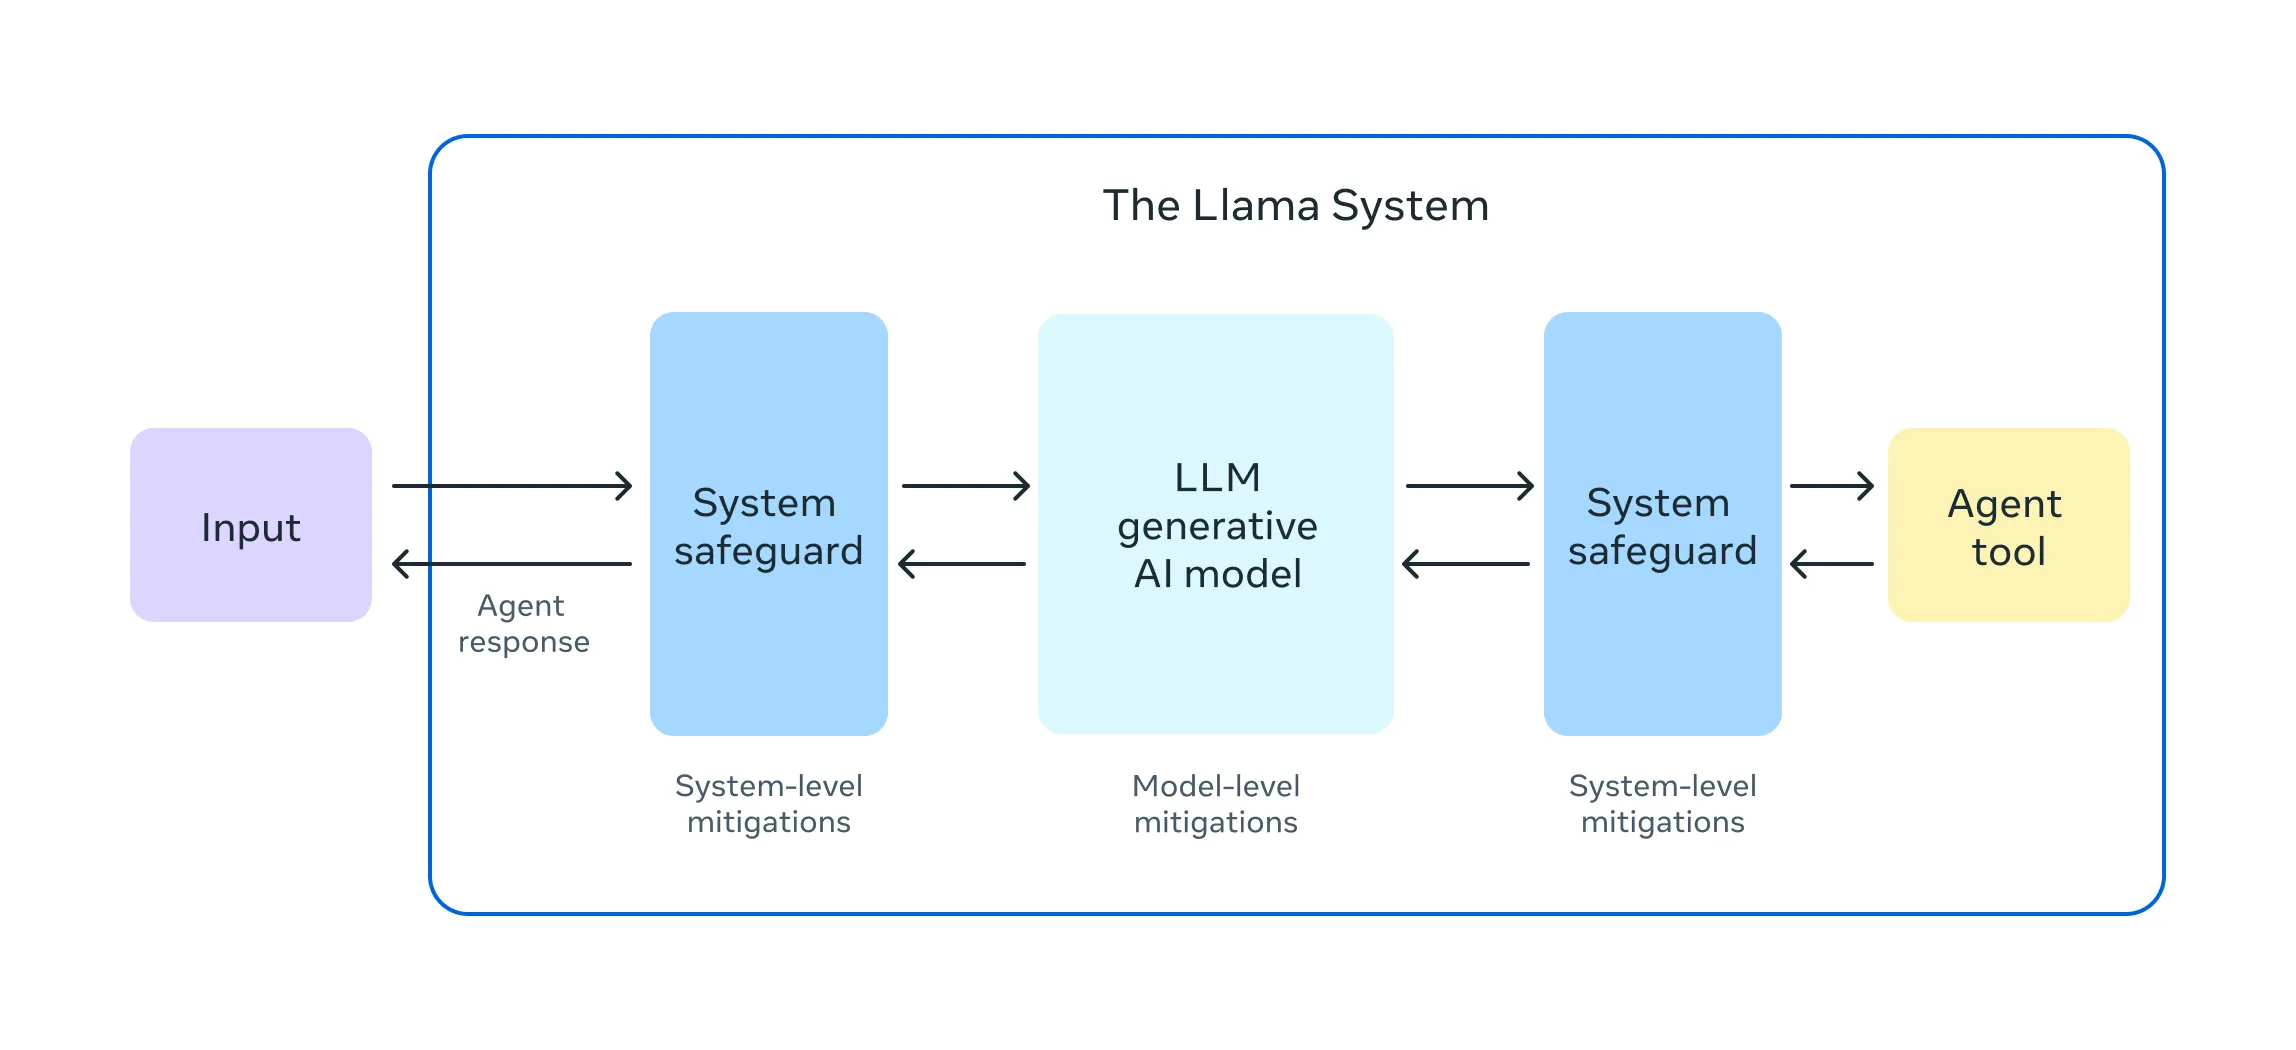 The Llama System
Input
Agent
response
System
safeguard
System-level
mitigations
LLM
generative
AI model
Model-level
mitigations
System
safeguard
System-level
mitigations
Agent
tool